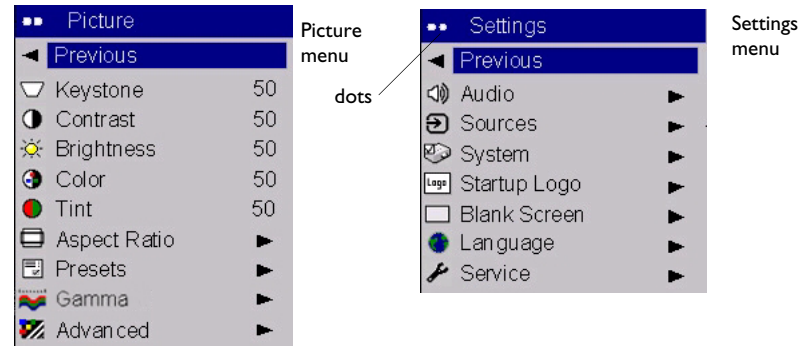 Picture
Previous
Keystone 50
Contrast 50
Brightness 50
Color 50
Tint 50
Aspect Ratio
Presets
Gamma
Advanced
Picture
menu
dots
Settings
Previous
Audio
Sources
System
Logo Startup Logo
Blank Screen
Language
Service
Settings
menu